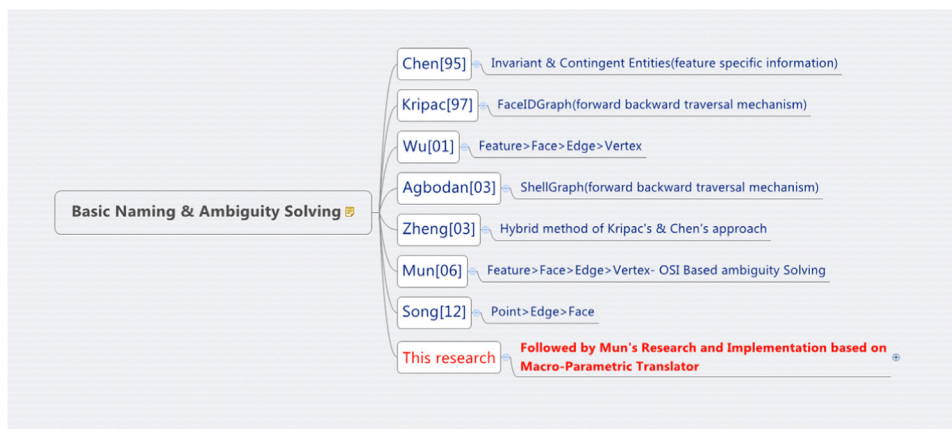 Chen[95] Invariant & Contingent Entities(feature specific information)
Kripac[97] FaceIDGraph(forward backward traversal mechanism)
Wu[01] Feature>Face>Edge>Vertex
Agbodan[03] ShellGraph(forward backward traversal mechanism)
Basic Naming & Ambiguity Solving
Zheng[03] Hybrid method of Kripac's & Chen's approach
Mun[06] Feature>Face>Edge>Vertex- OSI Based ambiguity Solving
Song[12] Point>Edge>Face
This research Followed by Mun's Research and Implementation based on
Macro-Parametric Translator